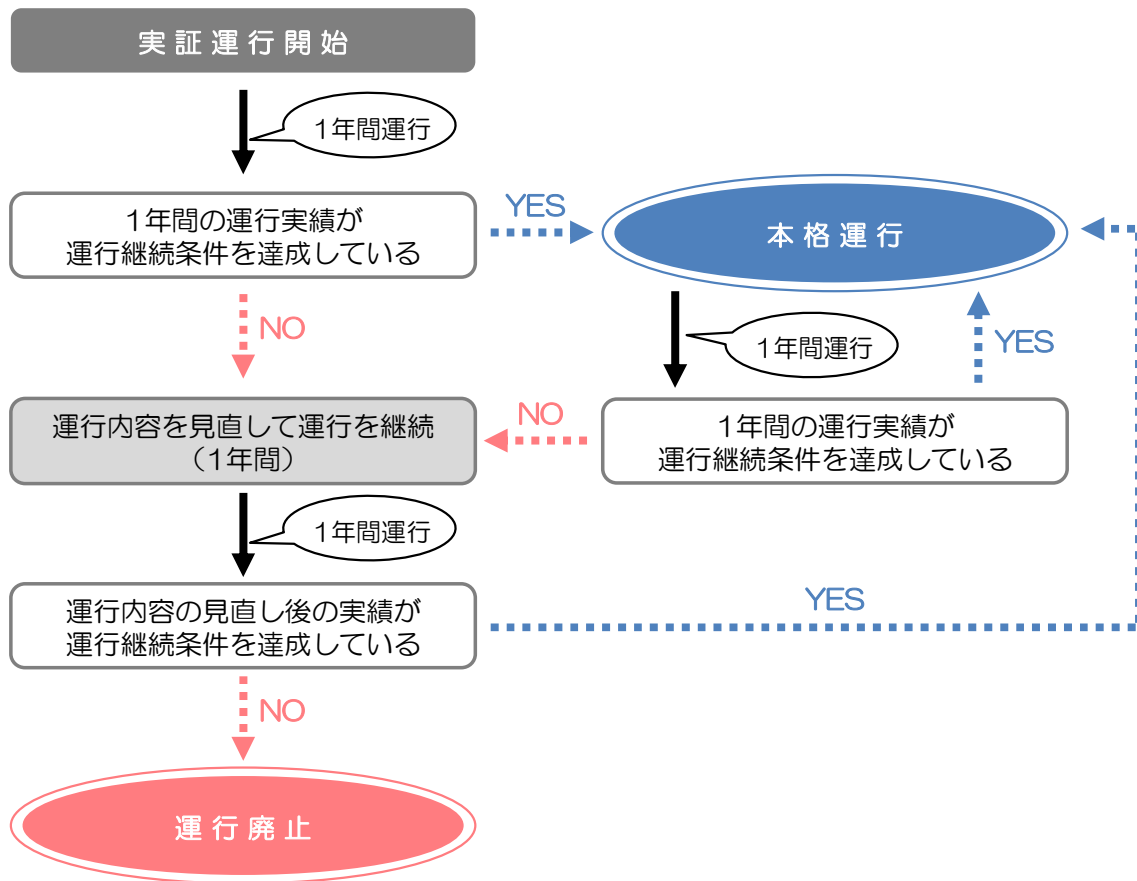 実証運行開始
1年間運行
1年間の運行実績が
運行継続条件を達成している
YES
本格運行
NO
1年間運行
YES
運行内容を見直して運行を継続
（1年間）
NO
1年間の運行実績が
運行継続条件を達成している
1年間運行
運行内容の見直し後の実績が
運行継続条件を達成している
YES
NO
運行廃止